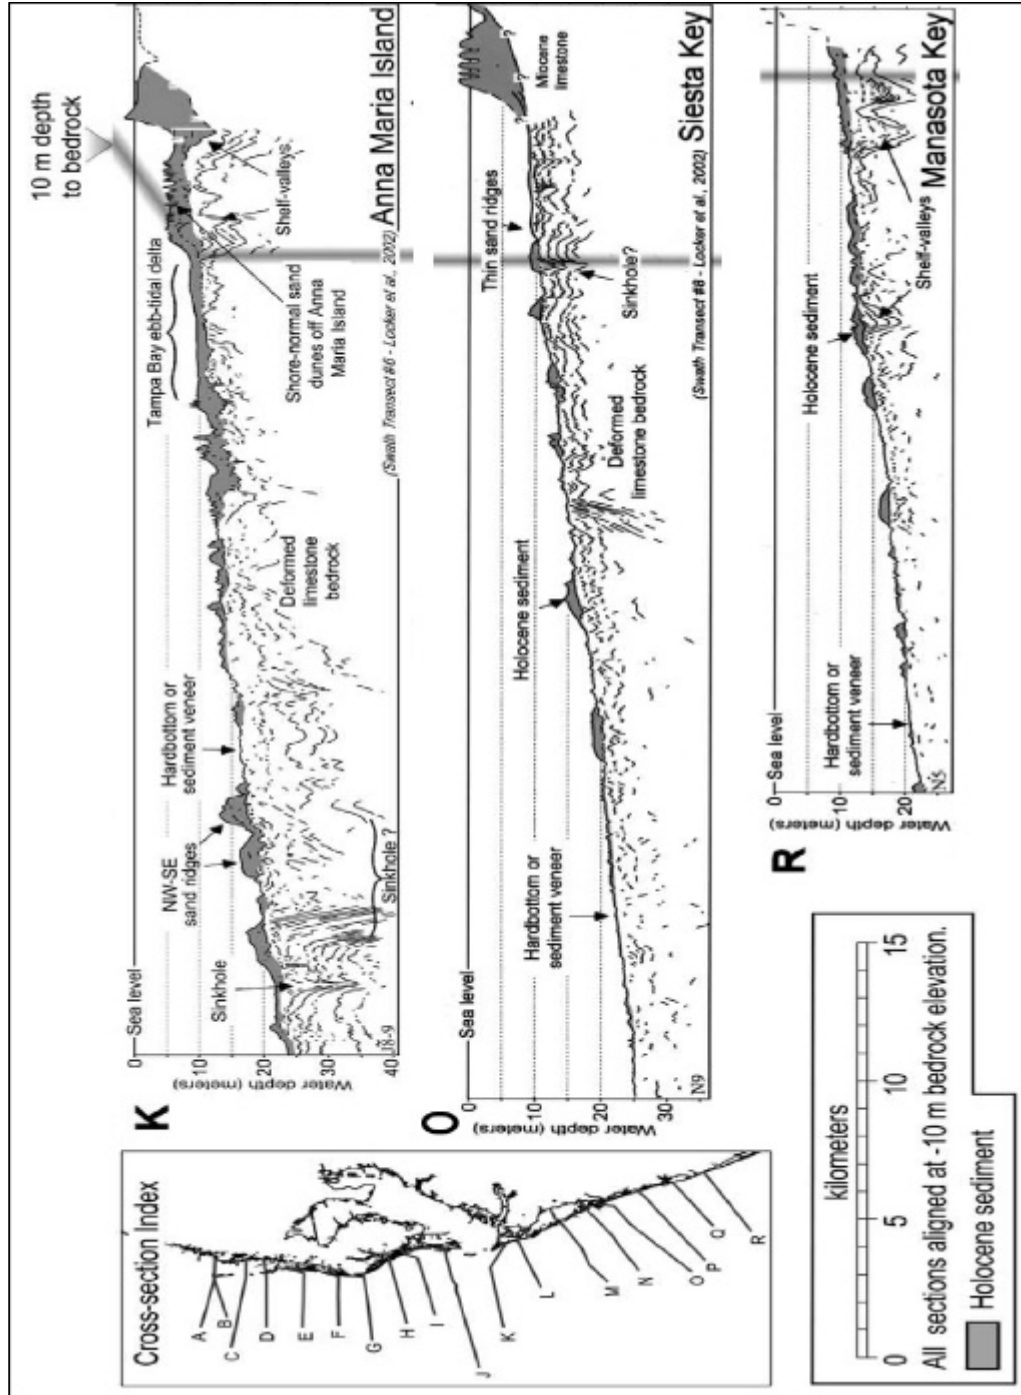 Cross-section Index
A
B
C
D
E
F
G
H
I
J
K
L
M
N
O
P
Q
R
kilometers
0
5
10
15
All sections aligned at -10 m bedrock elevation.
Holocene sediment
10 m depth
to bedrock
K
Sea level
0
10
20
30
40
Water depth (meters)
J8-9
Sinkhole
NW-SE
sand ridges
Sinkhole ?
Hardbottom or
sediment veneer
Deformed
limestone
bedrock
Tampa Bay ebb-tidal delta
Shore-normal sand
dunes off Anna
Maria Island
Shelf-valleys
(Swath Transect #6 - Locker et al., 2002)
Anna Maria Island
O
Sea level
0
10
20
30
Water depth (meters)
N9
Hardbottom or
sediment veneer
Holocene sediment
Deformed
limestone bedrock
Thin sand ridges
Sinkhole?
?
?
Miocene
limestone
(Swath Transect #8 - Locker et al., 2002)
Siesta Key
R
Sea level
0
10
20
Water depth (meters)
N5
Hardbottom or
sediment veneer
Holocene sediment
Shelf-valleys
Manasota Key